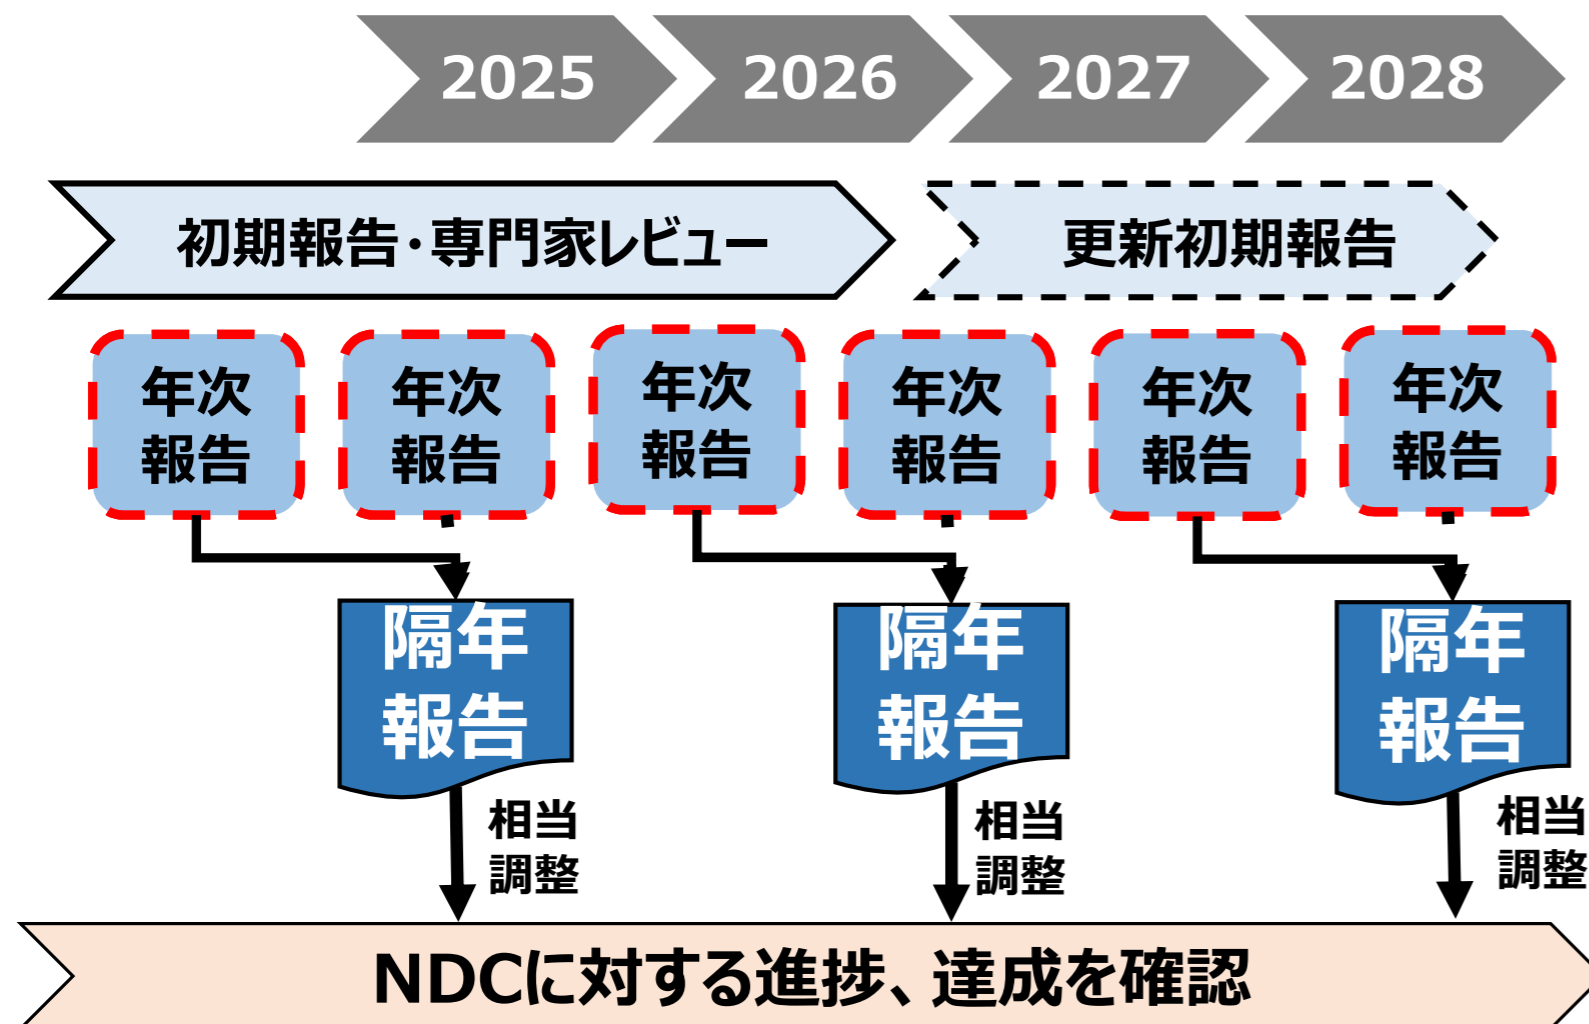 2025 2026 2027 2028
初期報告・専門家レビュー 更新初期報告
年次 年次 年次 年次 年次 年次
報告 報告 報告 報告 報告 報告
隔年 隔年 隔年
報告 報告 報告
相当 相当 相当
調整 調整 調整
NDCに対する進捗、達成を確認